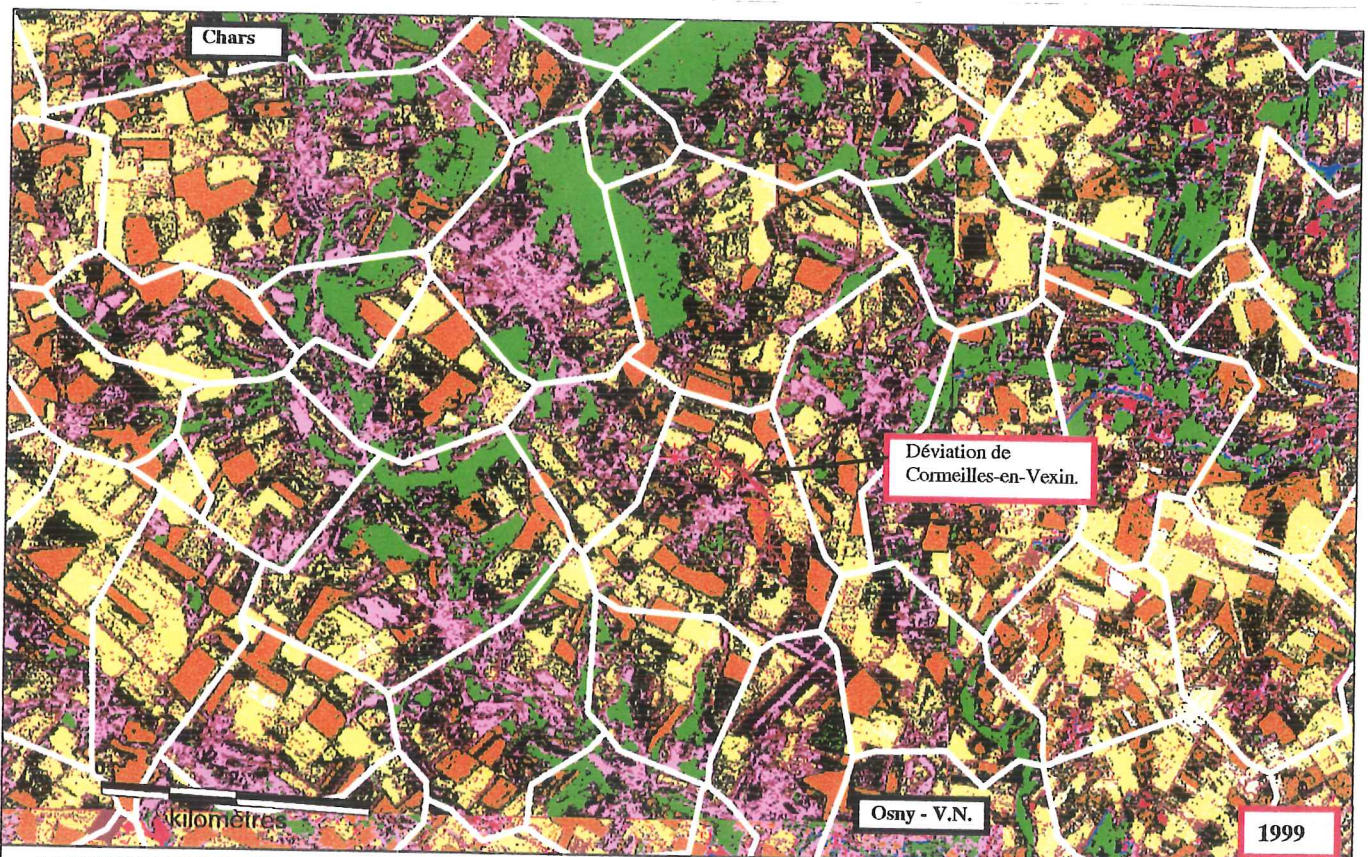 Chars
Déviation de
Cormeilles-en-Vexin.
kilomètres
Osny - V.N.
1999